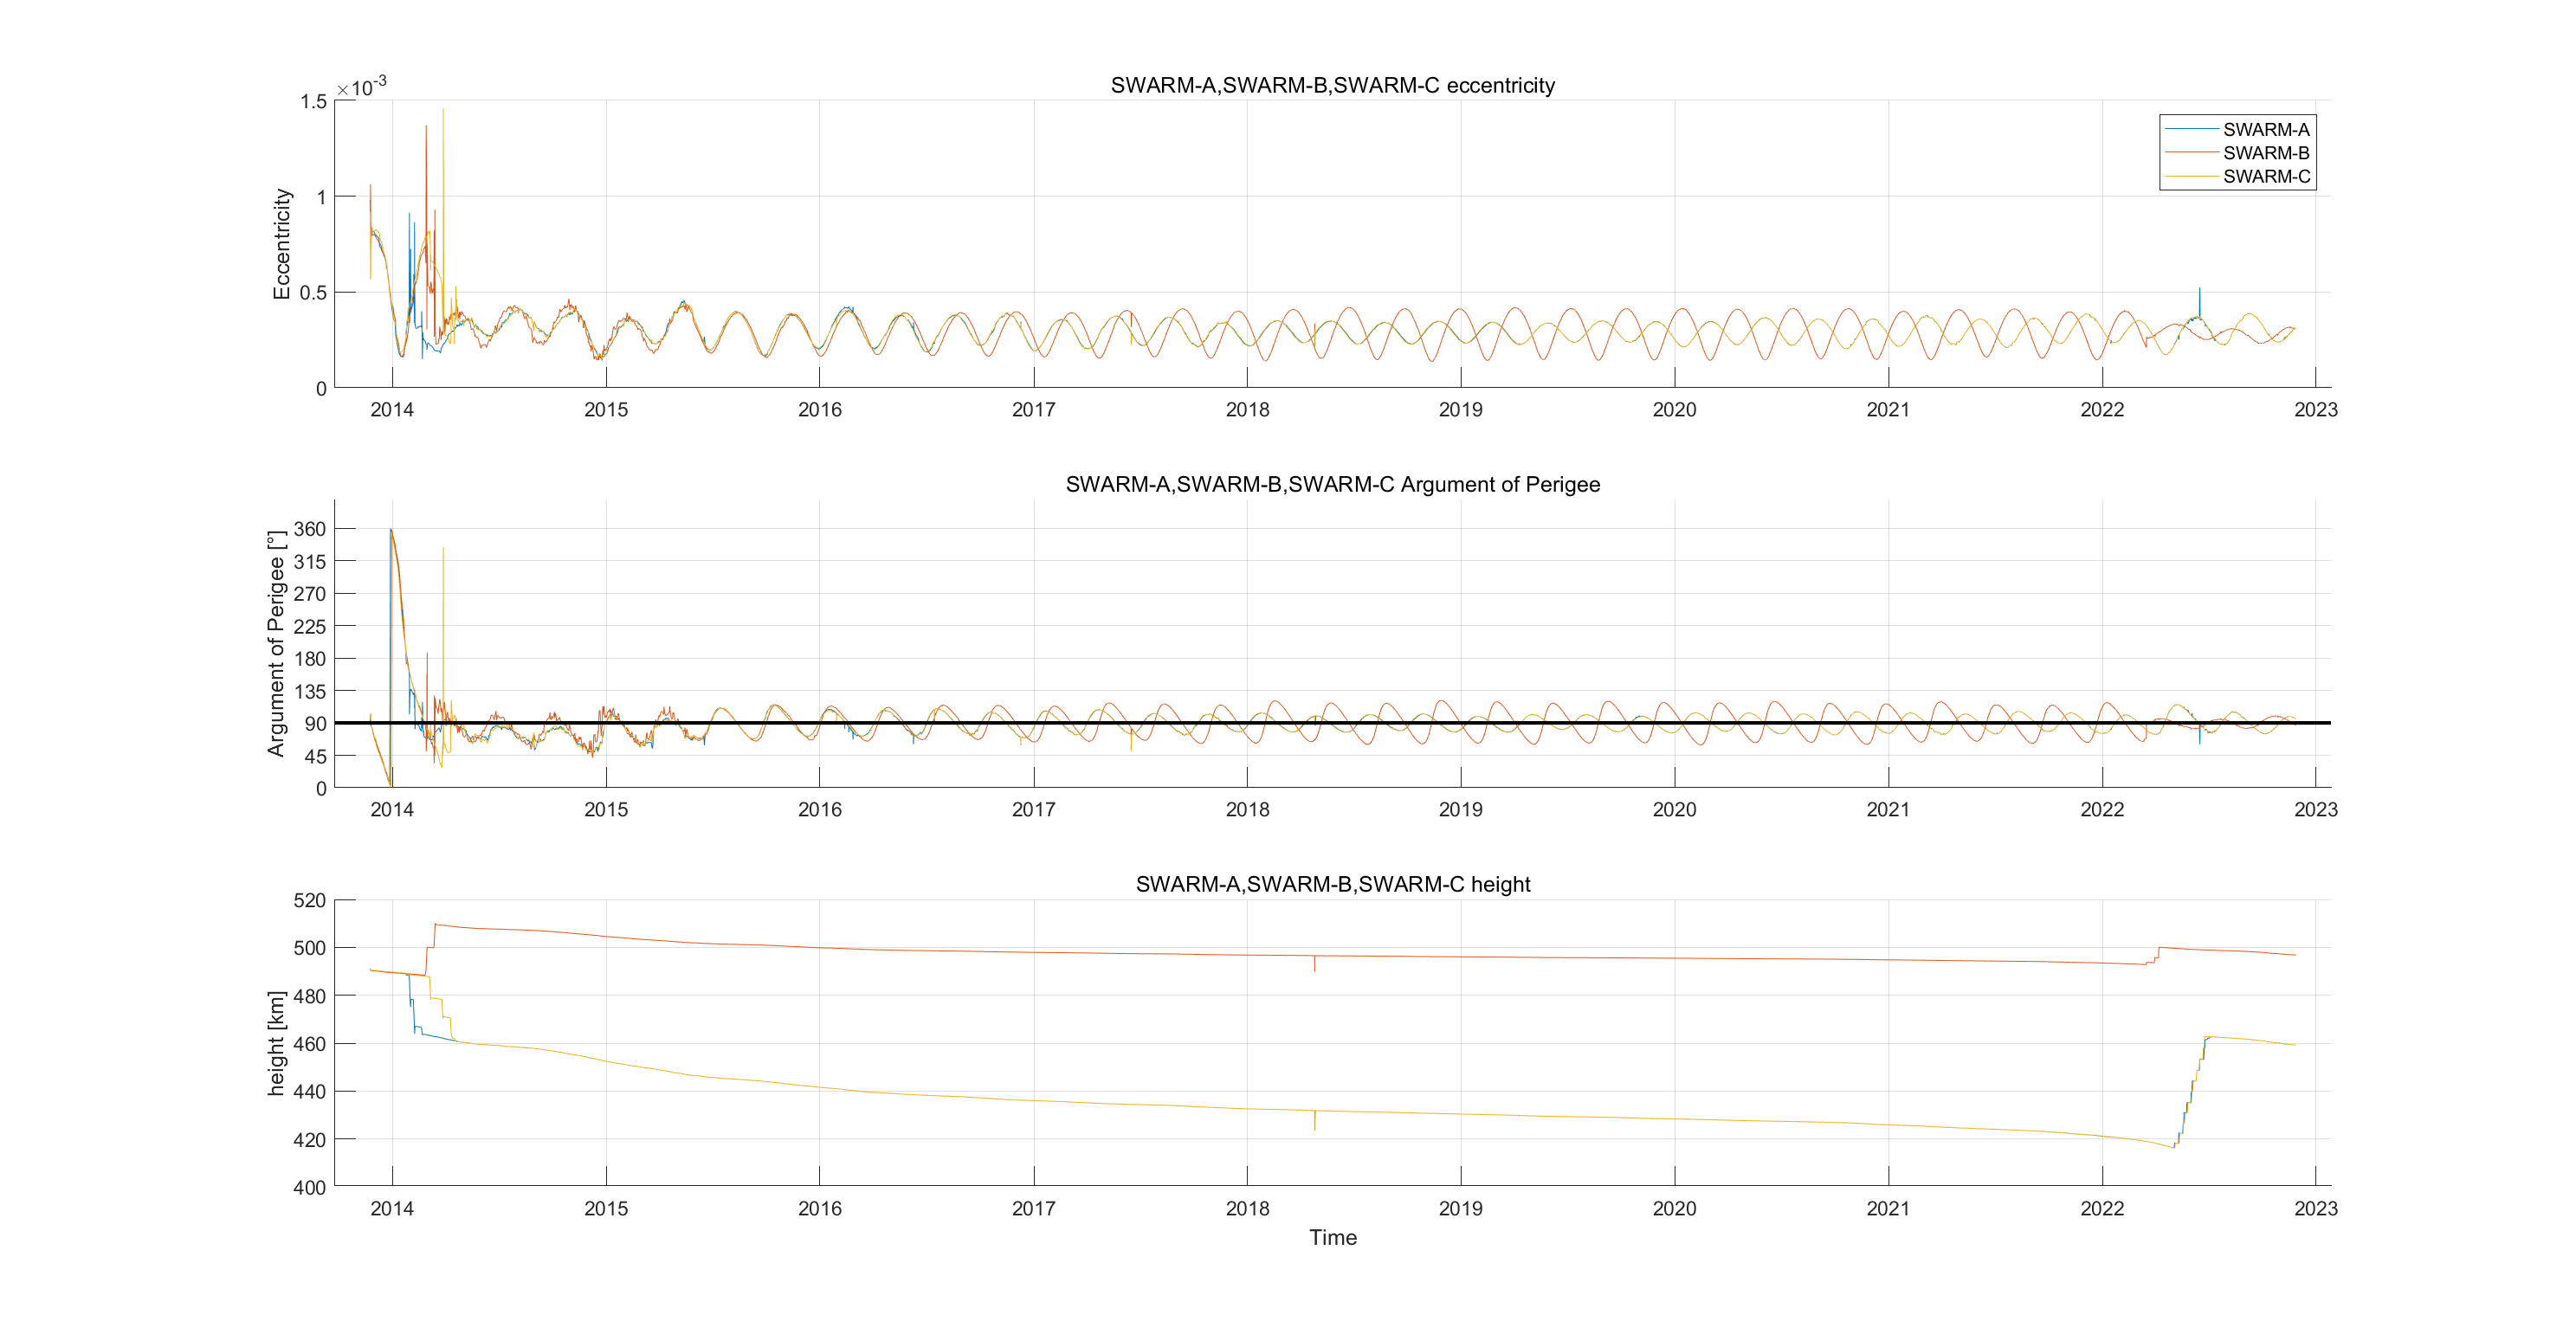 SWARM-A,SWARM-B,SWARM-C eccentricity
×10-3
1.5
1
0.5
0
Eccentricity
SWARM-A
SWARM-B
SWARM-C
2014 2015 2016 2017 2018 2019 2020 2021 2022 2023
SWARM-A,SWARM-B,SWARM-C Argument of Perigee
360
315
270
225
180
135
90
45
0
Argument of Perigee [°]
2014 2015 2016 2017 2018 2019 2020 2021 2022 2023
SWARM-A,SWARM-B,SWARM-C height
520
500
480
460
440
420
400
height [km]
2014 2015 2016 2017 2018 2019 2020 2021 2022 2023
Time